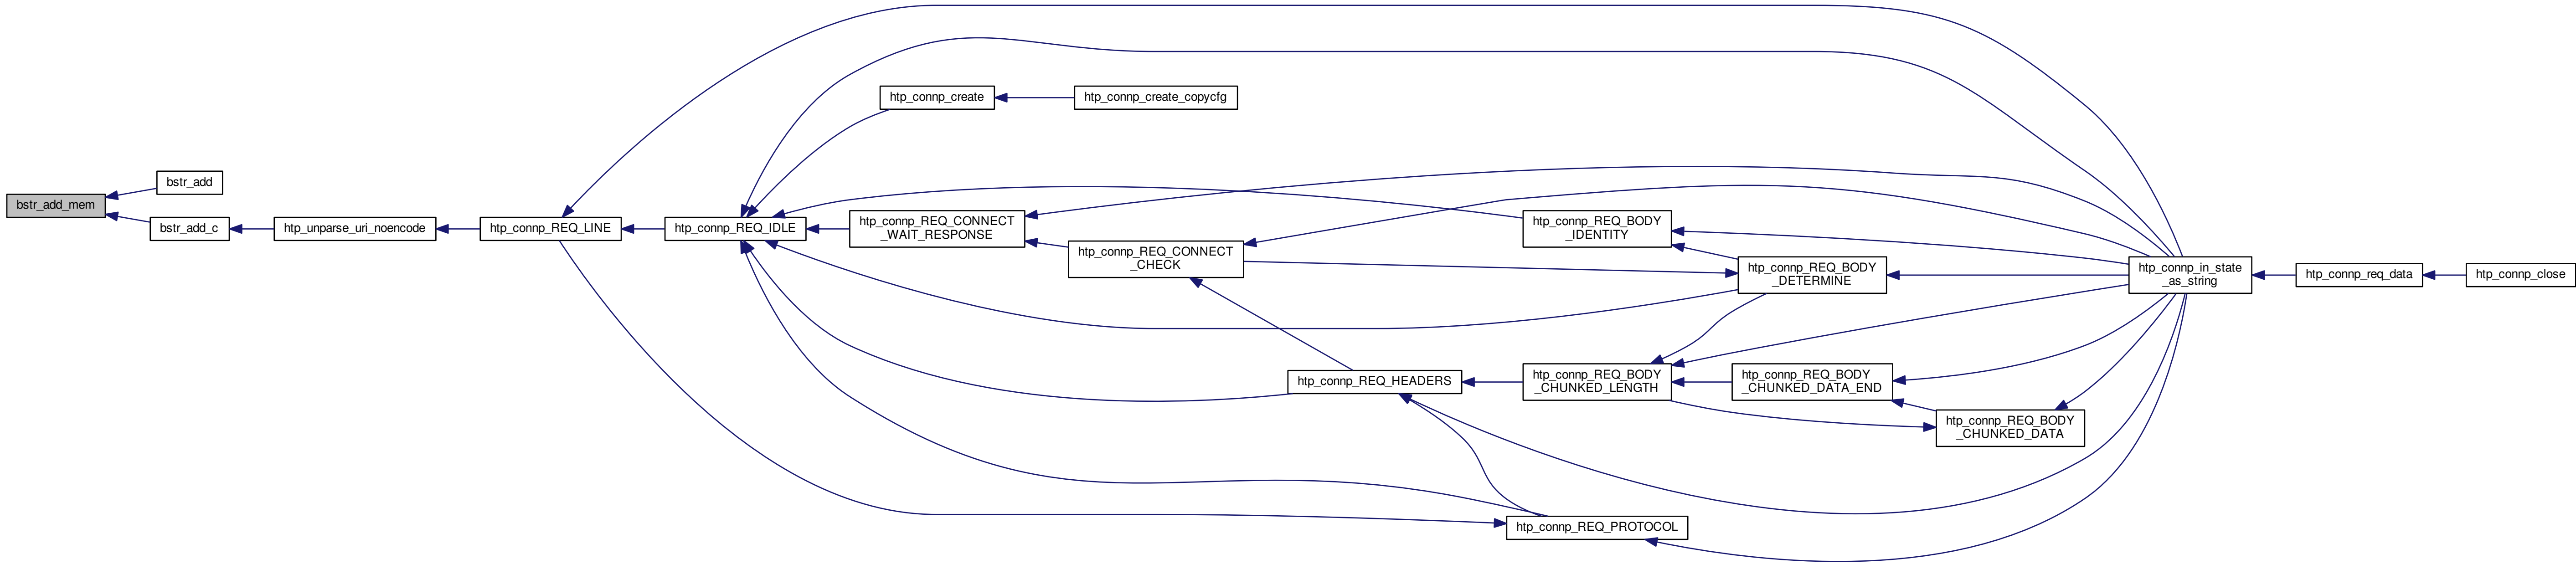 bstr_add_mem
bstr_add
bstr_add_c
htp_unparse_uri_noencode
htp_connp_REQ_LINE
htp_connp_REQ_IDLE
htp_connp_create
htp_connp_create_copycfg
htp_connp_REQ_CONNECT
_WAIT_RESPONSE
htp_connp_REQ_CONNECT
_CHECK
htp_connp_REQ_HEADERS
htp_connp_REQ_BODY
_IDENTITY
htp_connp_REQ_BODY
_CHUNKED_LENGTH
htp_connp_REQ_PROTOCOL
htp_connp_REQ_BODY
_DETERMINE
htp_connp_REQ_BODY
_CHUNKED_DATA_END
htp_connp_REQ_BODY
_CHUNKED_DATA
htp_connp_in_state
_as_string
htp_connp_req_data
htp_connp_close